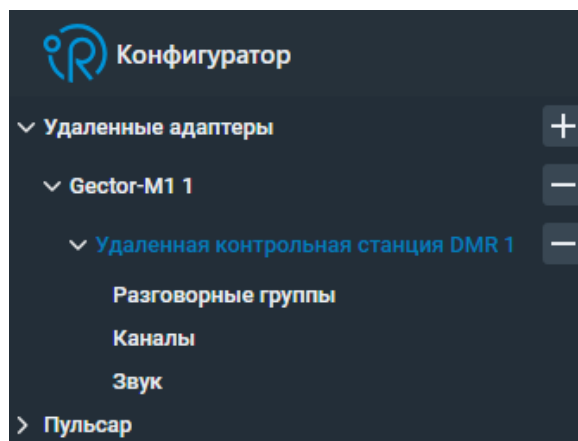 Конфигуратор
Удаленные адаптеры
Gector-M1 1
Удаленная контрольная станция DMR 1
Разговорные группы
Каналы
Звук
Пульсар